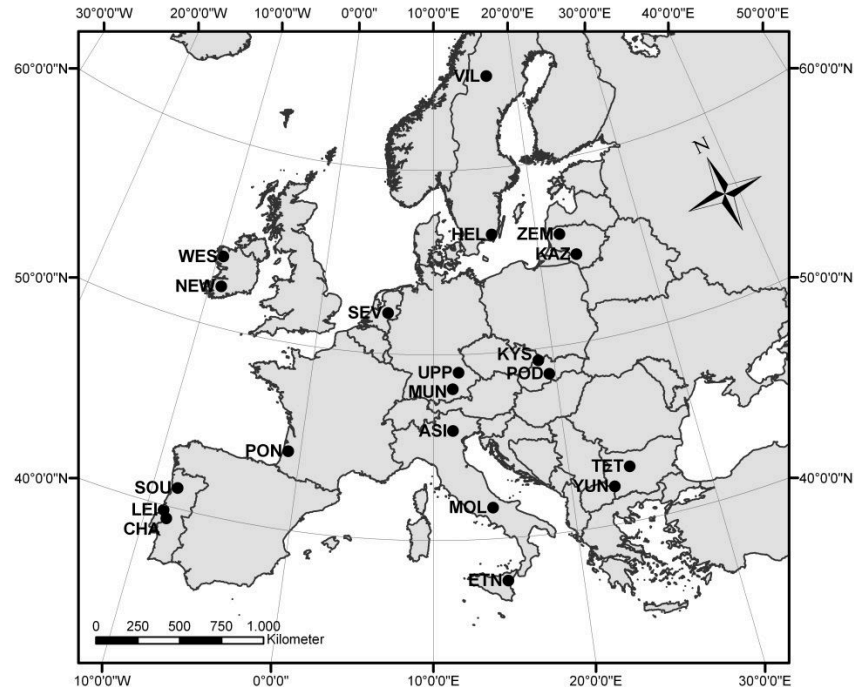 30°0'0"W 20°0'0"W 10°0'0"W 0°0'0" 10°0'0"E 20°0'0"E 30°0'0"E 40°0'0"E 50°0'0"E
60°0'0"N 60°0'0"N
VIL
N
HEL ZEM
KAZ
WES
NEW
50°0'0"N 50°0'0"N
SEV
KYS
UPP POD
MUN
ASI
PON
TET
40°0'0"N 40°0'0"N
SOU YUN
LEI MOL
CHA
ETN
0 250 500 750 1.000
Kilometer
10°0'0"W 0°0'0"E 10°0'0"E 20°0'0"E 30°0'0"E